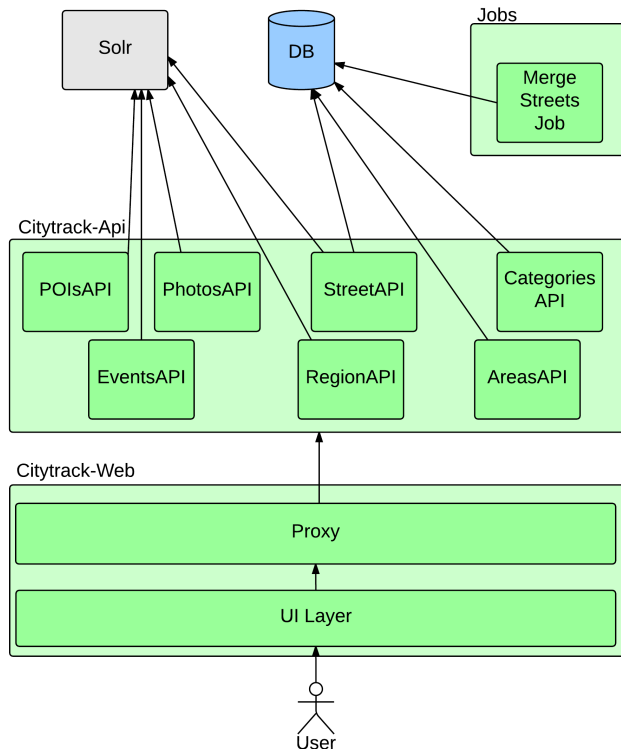 Jobs
Solr
DB
Merge
Streets
Job
Citytrack-Api
POIsAPI
PhotosAPI
StreetAPI
Categories
API
EventsAPI
RegionAPI
AreasAPI
Citytrack-Web
Proxy
UI Layer
User